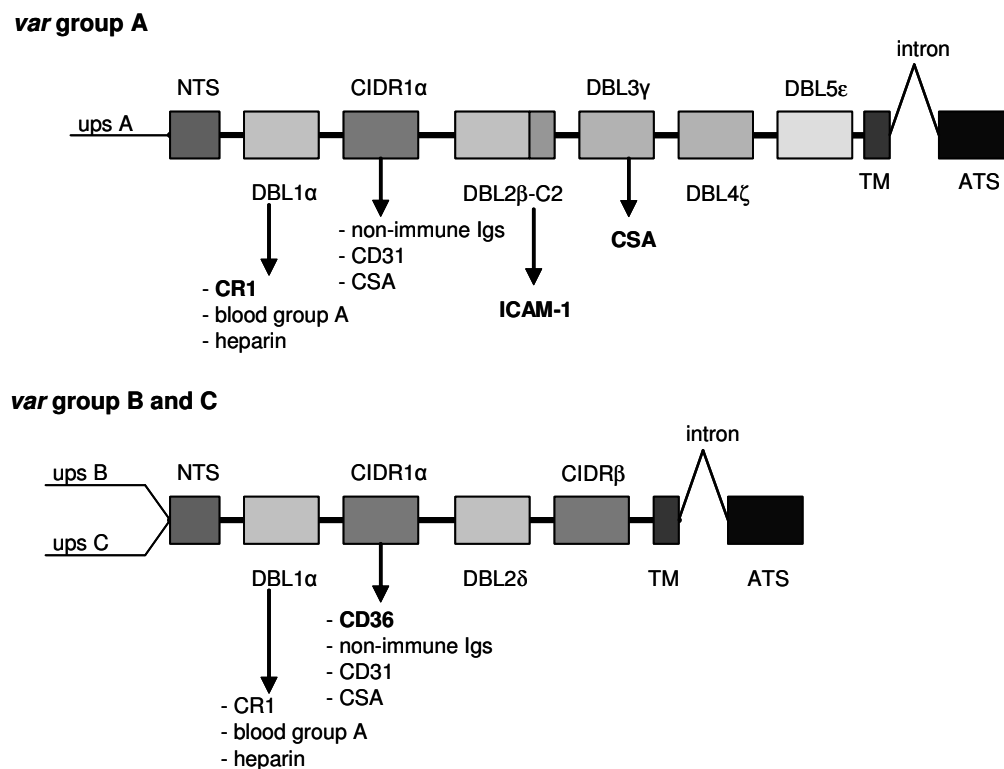 var group A
intron
NTS
CIDR1α
DBL3γ
DBL5ε
ups A
DBL1α
DBL2β-C2
DBL4ζ
TM
ATS
- non-immune Igs
- CD31
- CSA
CSA
- CR1
- blood group A
- heparin
ICAM-1
var group B and C
intron
ups B
NTS
CIDR1α
CIDRβ
ups C
DBL1α
DBL2δ
TM
ATS
- CD36
- non-immune Igs
- CD31
- CSA
- CR1
- blood group A
- heparin